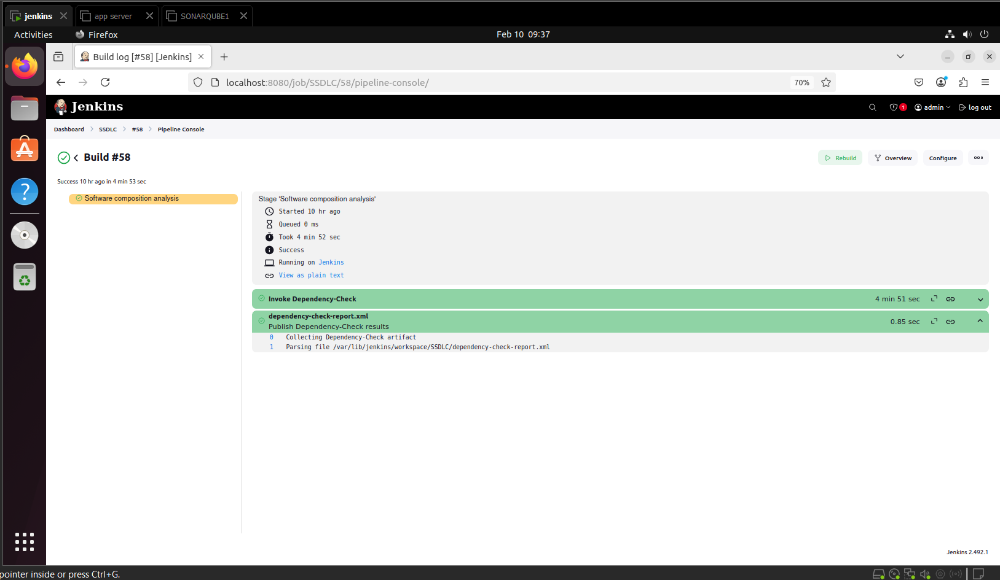 jenkins
app server
SONARQUBE1
Activities
Firefox
Feb 10 09:37
Build log [#58] [Jenkins]
localhost:8080/job/SSDLC/58/pipeline-console/
70%
Jenkins
1
admin
log out
Dashboard
SSDLC
#58
Pipeline Console
Build #58
Rebuild
Overview
Configure
Success 10 hr ago in 4 min 53 sec
Software composition analysis
Stage 'Software composition analysis'
Started 10 hr ago
Queued 0 ms
Took 4 min 52 sec
Success
Running on Jenkins
View as plain text
Invoke Dependency-Check
4 min 51 sec
dependency-check-report.xml
Publish Dependency-Check results
0.85 sec
0 Collecting Dependency-Check artifact
1 Parsing file /var/lib/jenkins/workspace/SSDLC/dependency-check-report.xml
Jenkins 2.492.1
pointer inside or press Ctrl+G.